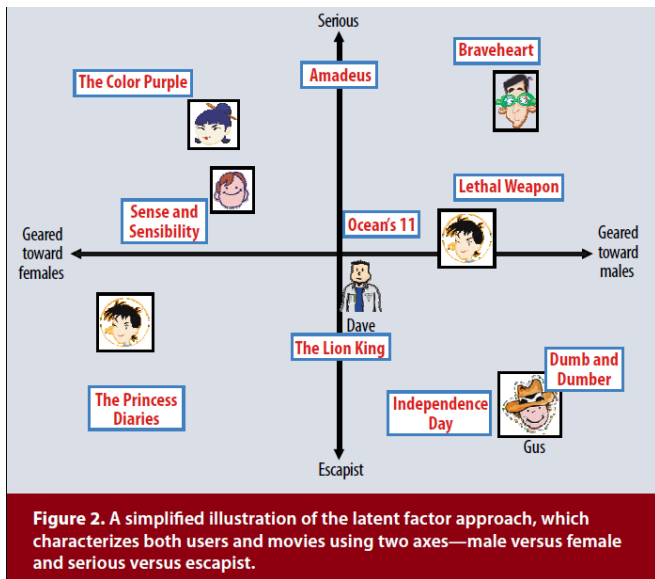 Serious
Braveheart
Amadeus
The Color Purple
Lethal Weapon
Sense and
Sensibility
Ocean's 11
Geared
toward
females
Geared
toward
males
Dave
The Lion King
Dumb and
Dumber
The Princess
Diaries
Independence
Day
Gus
Escapist
Figure 2. A simplified illustration of the latent factor approach, which
characterizes both users and movies using two axes—male versus female
and serious versus escapist.